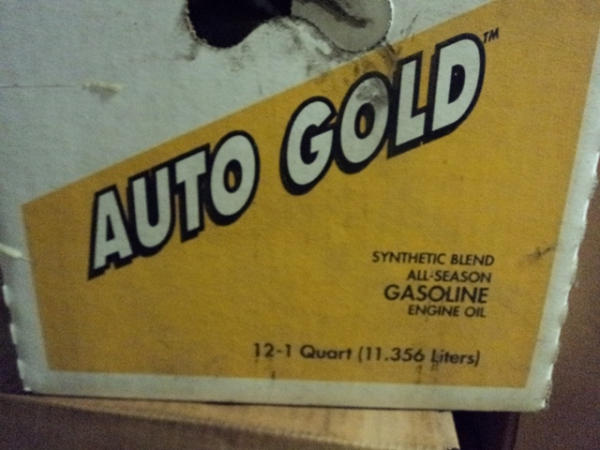 AUTO GOLD™
SYNTHETIC BLEND
ALL-SEASON
GASOLINE
ENGINE OIL
12-1 Quart (11.356 Liters)